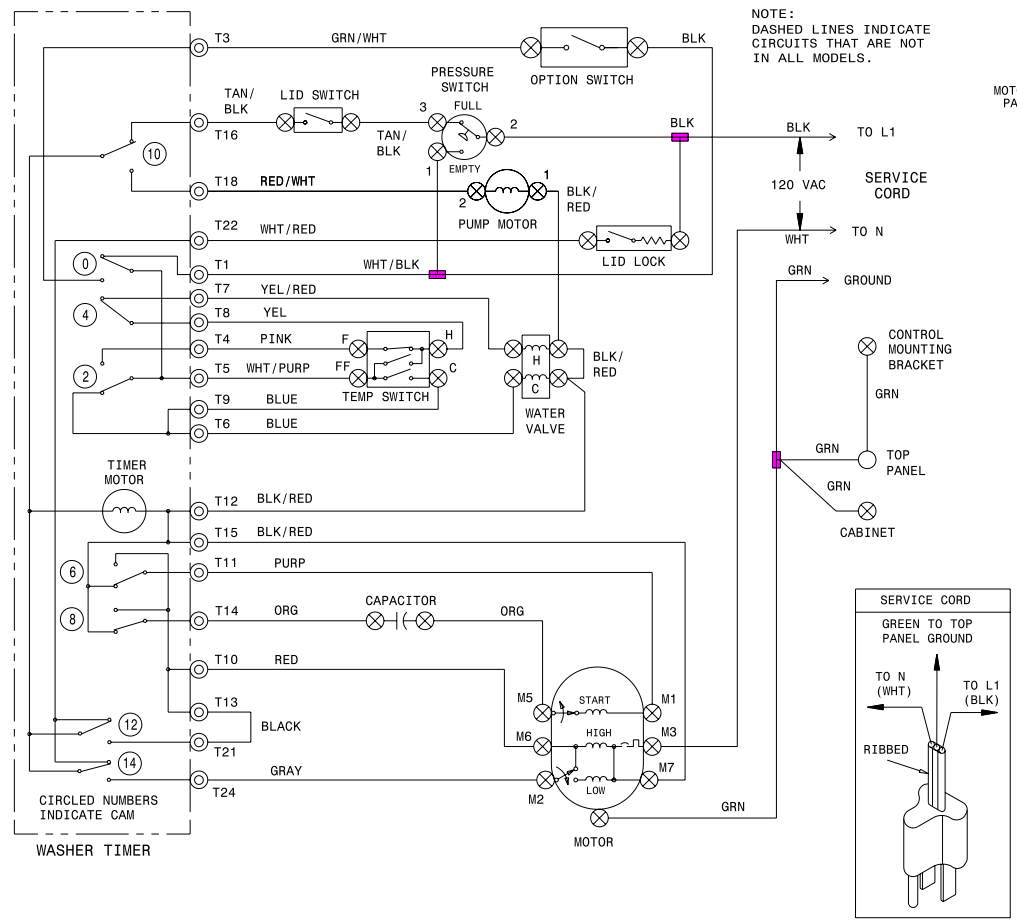 NOTE:
DASHED LINES INDICATE
CIRCUITS THAT ARE NOT
IN ALL MODELS.
T3
GRN/WHT
BLK
OPTION SWITCH
PRESSURE
SWITCH
TAN/
BLK
LID SWITCH
3
FULL
T16
TAN/
BLK
2
BLK
BLK
TO L1
10
EMPTY
1
120 VAC
SERVICE
CORD
T18
RED/WHT
2
1
BLK/
RED
PUMP MOTOR
T22
WHT/RED
WHT
TO N
LID LOCK
0
T1
WHT/BLK
GRN
GROUND
T7
YEL/RED
4
T8
YEL
T4
PINK
F
H
H
BLK/
RED
CONTROL
MOUNTING
BRACKET
2
T5
WHT/PURP
FF
C
C
TEMP SWITCH
GRN
T9
BLUE
WATER
VALVE
T6
BLUE
GRN
TOP
PANEL
TIMER
MOTOR
GRN
T12
BLK/RED
CABINET
T15
BLK/RED
6
T11
PURP
8
T14
ORG
CAPACITOR
ORG
T10
RED
M5
START
M1
T13
12
BLACK
M6
HIGH
M3
T21
14
GRAY
M7
T24
M2
LOW
GRN
MOTOR
CIRCLED NUMBERS
INDICATE CAM
WASHER TIMER
SERVICE CORD
GREEN TO TOP
PANEL GROUND
TO N
(WHT)
TO L1
(BLK)
RIBBED
MOT
PA